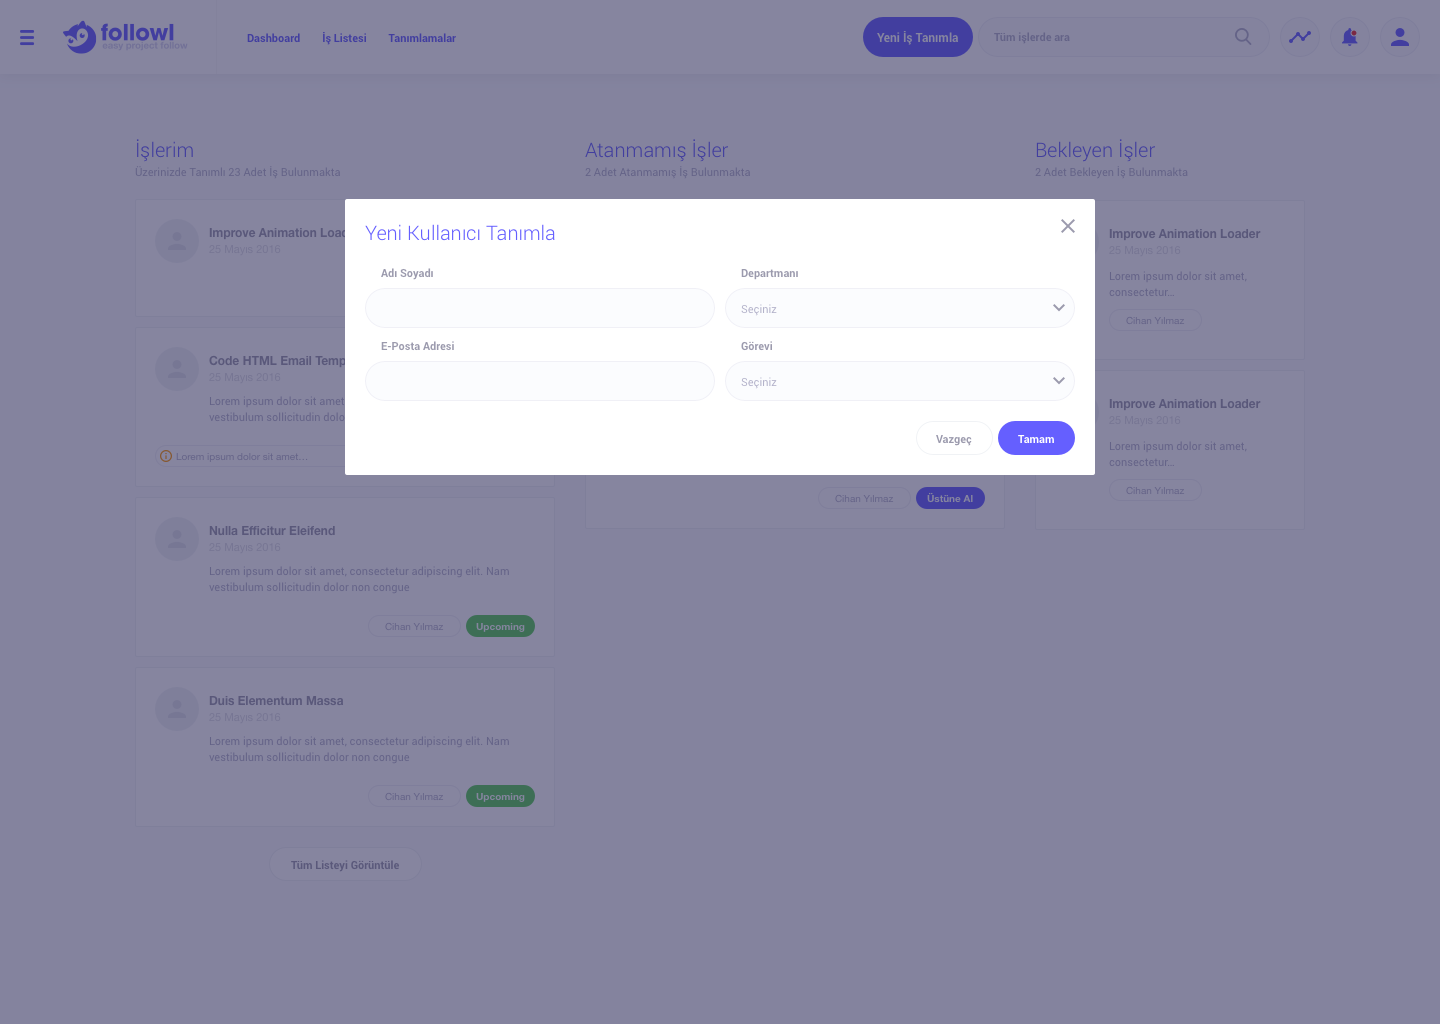 followl
easy project follow
Dashboard
İş Listesi
Tanımlamalar
Yeni İş Tanımla
Tüm işlerde ara
İşlerim
Üzerinizde Tanımlı 23 Adet İş Bulunmakta
Atanmamış İşler
2 Adet Atanmamış İş Bulunmakta
Bekleyen İşler
2 Adet Bekleyen İş Bulunmakta
Improve Animation Load
25 Mayıs 2016
Code HTML Email Temp
25 Mayıs 2016
Lorem ipsum dolor sit amet
vestibulum sollicitudin dolo
Lorem ipsum dolor sit amet...
Nulla Efficitur Eleifend
25 Mayıs 2016
Lorem ipsum dolor sit amet, consectetur adipiscing elit. Nam
vestibulum sollicitudin dolor non congue
Cihan Yılmaz
Upcoming
Duis Elementum Massa
25 Mayıs 2016
Lorem ipsum dolor sit amet, consectetur adipiscing elit. Nam
vestibulum sollicitudin dolor non congue
Cihan Yılmaz
Upcoming
Tüm Listeyi Görüntüle
Yeni Kullanıcı Tanımla
Adı Soyadı
Departmanı
Seçiniz
E-Posta Adresi
Görevi
Seçiniz
Vazgeç
Tamam
Cihan Yılmaz
Üstüne Al
Improve Animation Loader
25 Mayıs 2016
Lorem ipsum dolor sit amet,
consectetur...
Cihan Yılmaz
Improve Animation Loader
25 Mayıs 2016
Lorem ipsum dolor sit amet,
consectetur...
Cihan Yılmaz